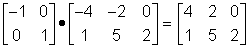 [-1 0] • [-4 -2 0] = [4 2 0]
[0 1] [1 5 2] [1 5 2]